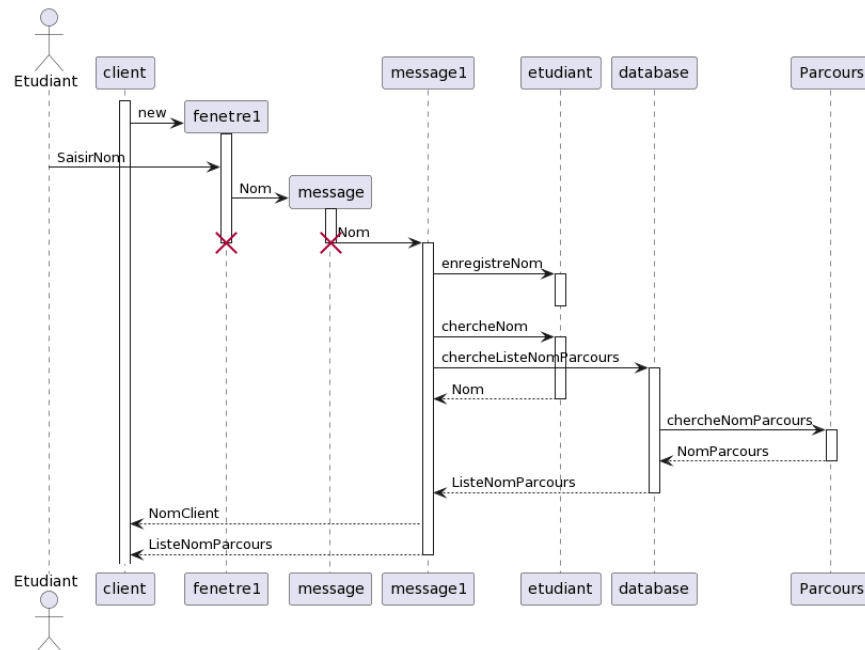 Etudiant
client
message1
etudiant
database
Parcours
new
fenetre1
SaisirNom
Nom
message
Nom
enregistreNom
chercheNom
chercheListeNomParcours
Nom
chercheNomParcours
NomParcours
ListeNomParcours
NomClient
ListeNomParcours
Etudiant
client
fenetre1
message
message1
etudiant
database
Parcours